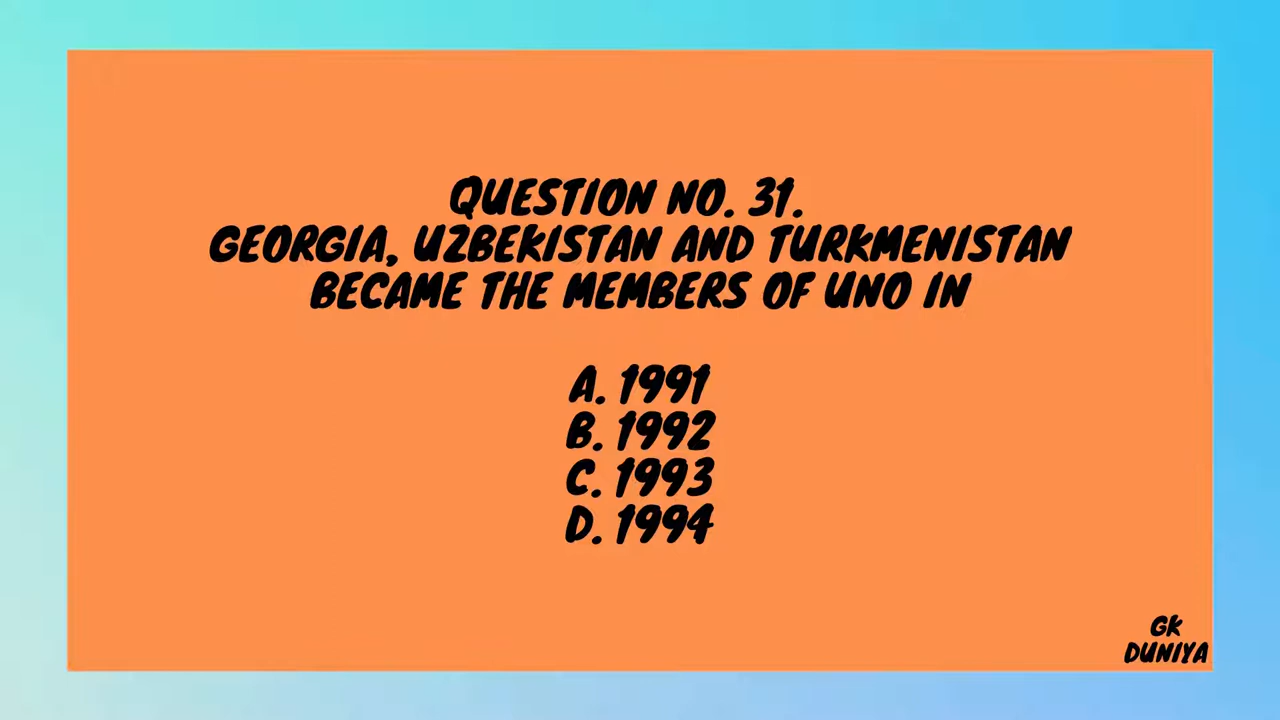 QUESTION NO. 31.
GEORGIA, UZBEKISTAN AND TURKMENISTAN
BECAME THE MEMBERS OF UNO IN
A. 1991
B. 1992
C. 1993
D. 1994
GK
DUNIYA